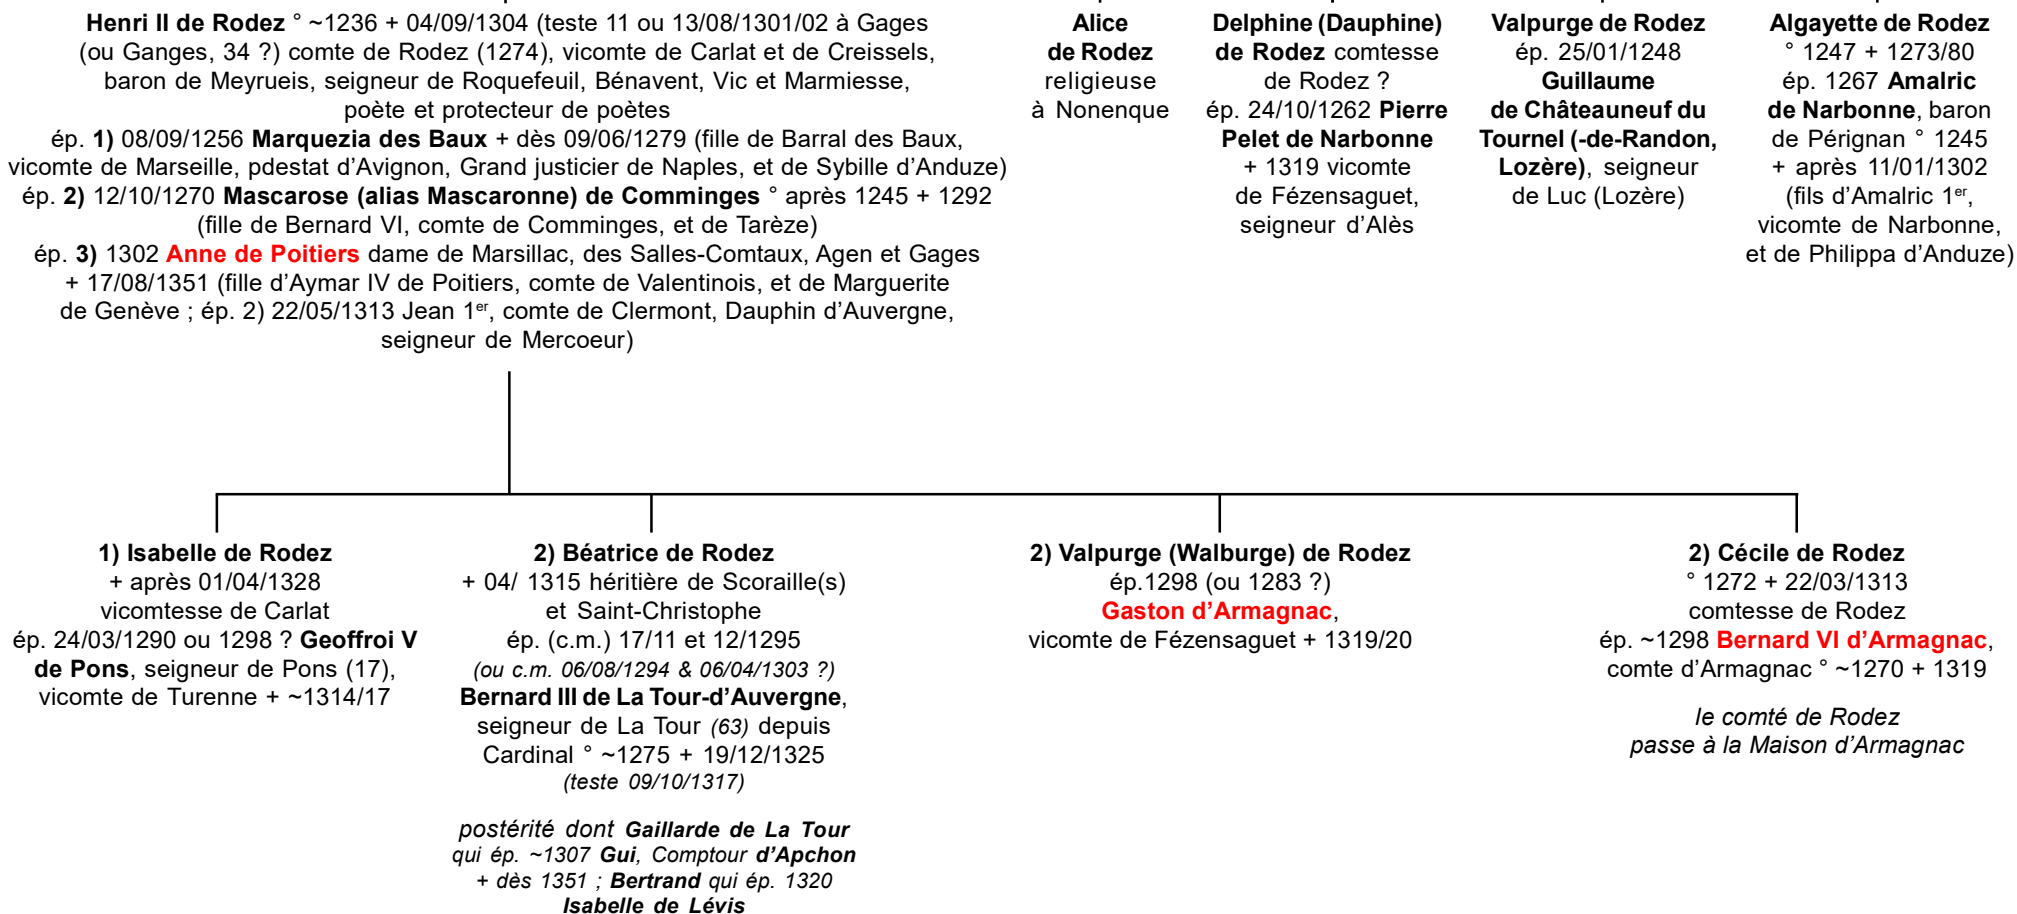 Henri II de Rodez ° ~1236 + 04/09/1304 (teste 11 ou 13/08/1301/02 à Gages
(ou Ganges, 34 ?) comte de Rodez (1274), vicomte de Carlat et de Creissels,
baron de Meyrueis, seigneur de Roquefeuil, Bénavent, Vic et Marmiesse,
poète et protecteur de poètes
ép. 1) 08/09/1256 Marquezia des Baux + dès 09/06/1279 (fille de Barral des Baux,
vicomte de Marseille, pdestat d'Avignon, Grand justicier de Naples, et de Sybille d'Anduze)
ép. 2) 12/10/1270 Mascarose (alias Mascaronne) de Comminges ° après 1245 + 1292
(fille de Bernard VI, comte de Comminges, et de Tarèze)
ép. 3) 1302 Anne de Poitiers dame de Marsillac, des Salles-Comtaux, Agen et Gages
+ 17/08/1351 (fille d'Aymar IV de Poitiers, comte de Valentinois, et de Marguerite
de Genève ; ép. 2) 22/05/1313 Jean 1er, comte de Clermont, Dauphin d'Auvergne,
seigneur de Mercoeur)
Alice
de Rodez
religieuse
à Nonenque
Delphine (Dauphine)
de Rodez comtesse
de Rodez ?
ép. 24/10/1262 Pierre
Pelet de Narbonne
+ 1319 vicomte
de Fézensaguet,
seigneur d'Alès
Valpurge de Rodez
ép. 25/01/1248
Guillaume
de Châteauneuf du
Tournel (-de-Randon,
Lozère), seigneur
de Luc (Lozère)
Algayette de Rodez
° 1247 + 1273/80
ép. 1267 Amalric
de Narbonne, baron
de Pérignan ° 1245
+ après 11/01/1302
(fils d'Amalric 1er,
vicomte de Narbonne,
et de Philippa d'Anduze)
1) Isabelle de Rodez
+ après 01/04/1328
vicomtesse de Carlat
ép. 24/03/1290 ou 1298 ? Geoffroi V
de Pons, seigneur de Pons (17),
vicomte de Turenne + ~1314/17
2) Béatrice de Rodez
+ 04/ 1315 héritière de Scoraille(s)
et Saint-Christophe
ép. (c.m.) 17/11 et 12/1295
(ou c.m. 06/08/1294 & 06/04/1303 ?)
Bernard III de La Tour-d'Auvergne,
seigneur de La Tour (63) depuis
Cardinal ° ~1275 + 19/12/1325
(teste 09/10/1317)
postérité dont Gaillarde de La Tour
qui ép. ~1307 Gui, Comptour d'Apchon
+ dès 1351 ; Bertrand qui ép. 1320
Isabelle de Lévis
2) Valpurge (Walburge) de Rodez
ép.1298 (ou 1283 ?)
Gaston d'Armagnac,
vicomte de Fézensaguet + 1319/20
2) Cécile de Rodez
° 1272 + 22/03/1313
comtesse de Rodez
ép. ~1298 Bernard VI d'Armagnac,
comte d'Armagnac ° ~1270 + 1319
le comté de Rodez
passe à la Maison d'Armagnac